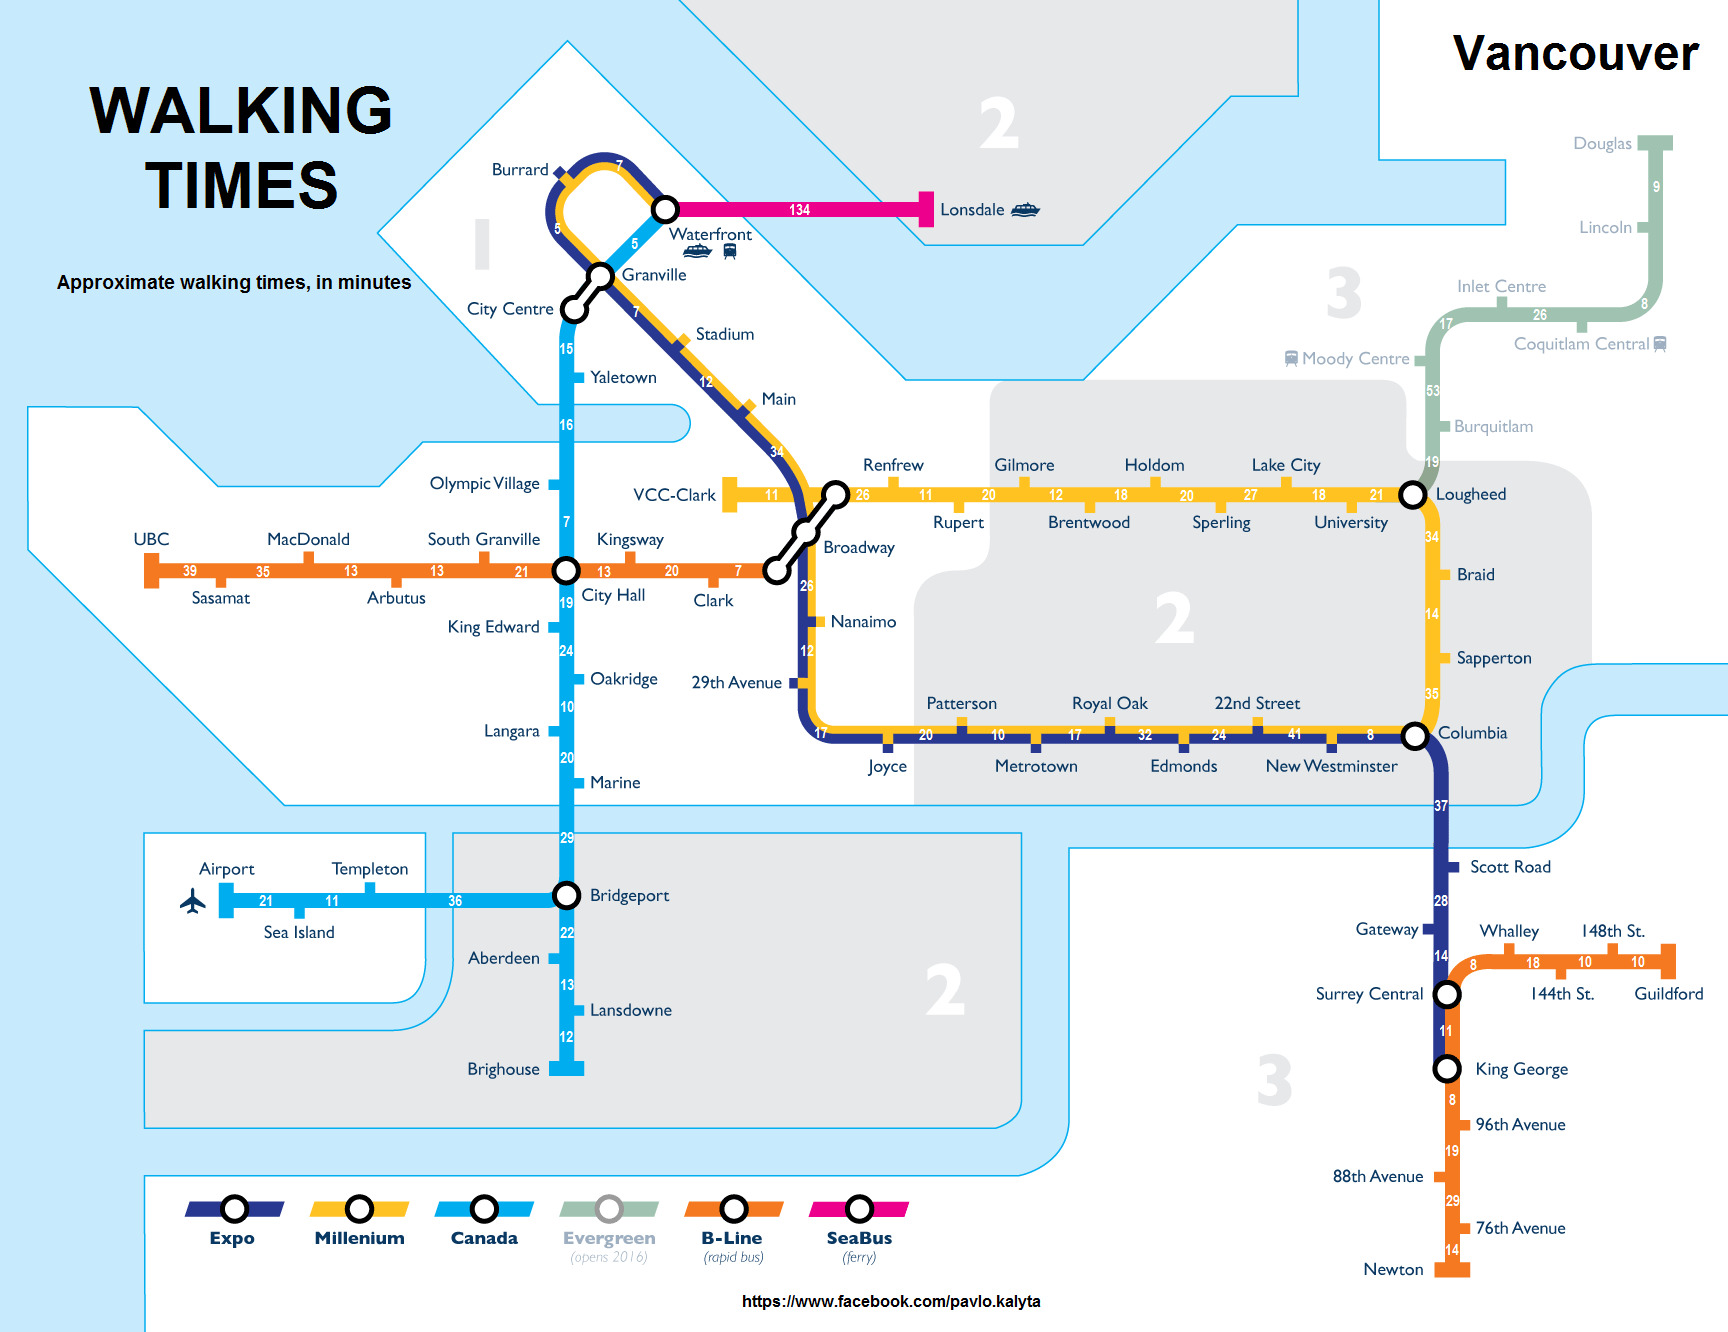 WALKING
TIMES
Approximate walking times, in minutes
Vancouver
1
2
3
2
2
3
Burrard
7
5
Waterfront
134
Lonsdale
5
Granville
City Centre
7
Stadium
12
Main
34
15
Yaletown
16
Olympic Village
7
VCC-Clark
11
26
Renfrew
11
Rupert
20
Gilmore
12
Brentwood
18
Holdom
20
Sperling
27
Lake City
18
University
21
Lougheed
Douglas
9
Lincoln
8
Inlet Centre
26
Coquitlam Central
17
Moody Centre
53
Burquitlam
19
UBC
39
Sasamat
35
MacDonald
13
Arbutus
13
South Granville
21
City Hall
13
Kingsway
20
Clark
7
Broadway
26
Nanaimo
12
29th Avenue
17
Joyce
20
Patterson
10
Metrotown
17
Royal Oak
32
Edmonds
24
22nd Street
41
New Westminster
8
Columbia
34
Braid
14
Sapperton
35
19
King Edward
24
Oakridge
10
Langara
20
Marine
29
Bridgeport
Airport
21
Sea Island
11
Templeton
36
22
Aberdeen
13
Lansdowne
12
Brighouse
37
Scott Road
28
Gateway
14
Surrey Central
8
Whalley
18
144th St.
10
148th St.
10
Guildford
11
King George
8
96th Avenue
19
88th Avenue
29
76th Avenue
14
Newton
Expo
Millenium
Canada
Evergreen
(opens 2016)
B-Line
(rapid bus)
SeaBus
(ferry)
https://www.facebook.com/pavlo.kalyta